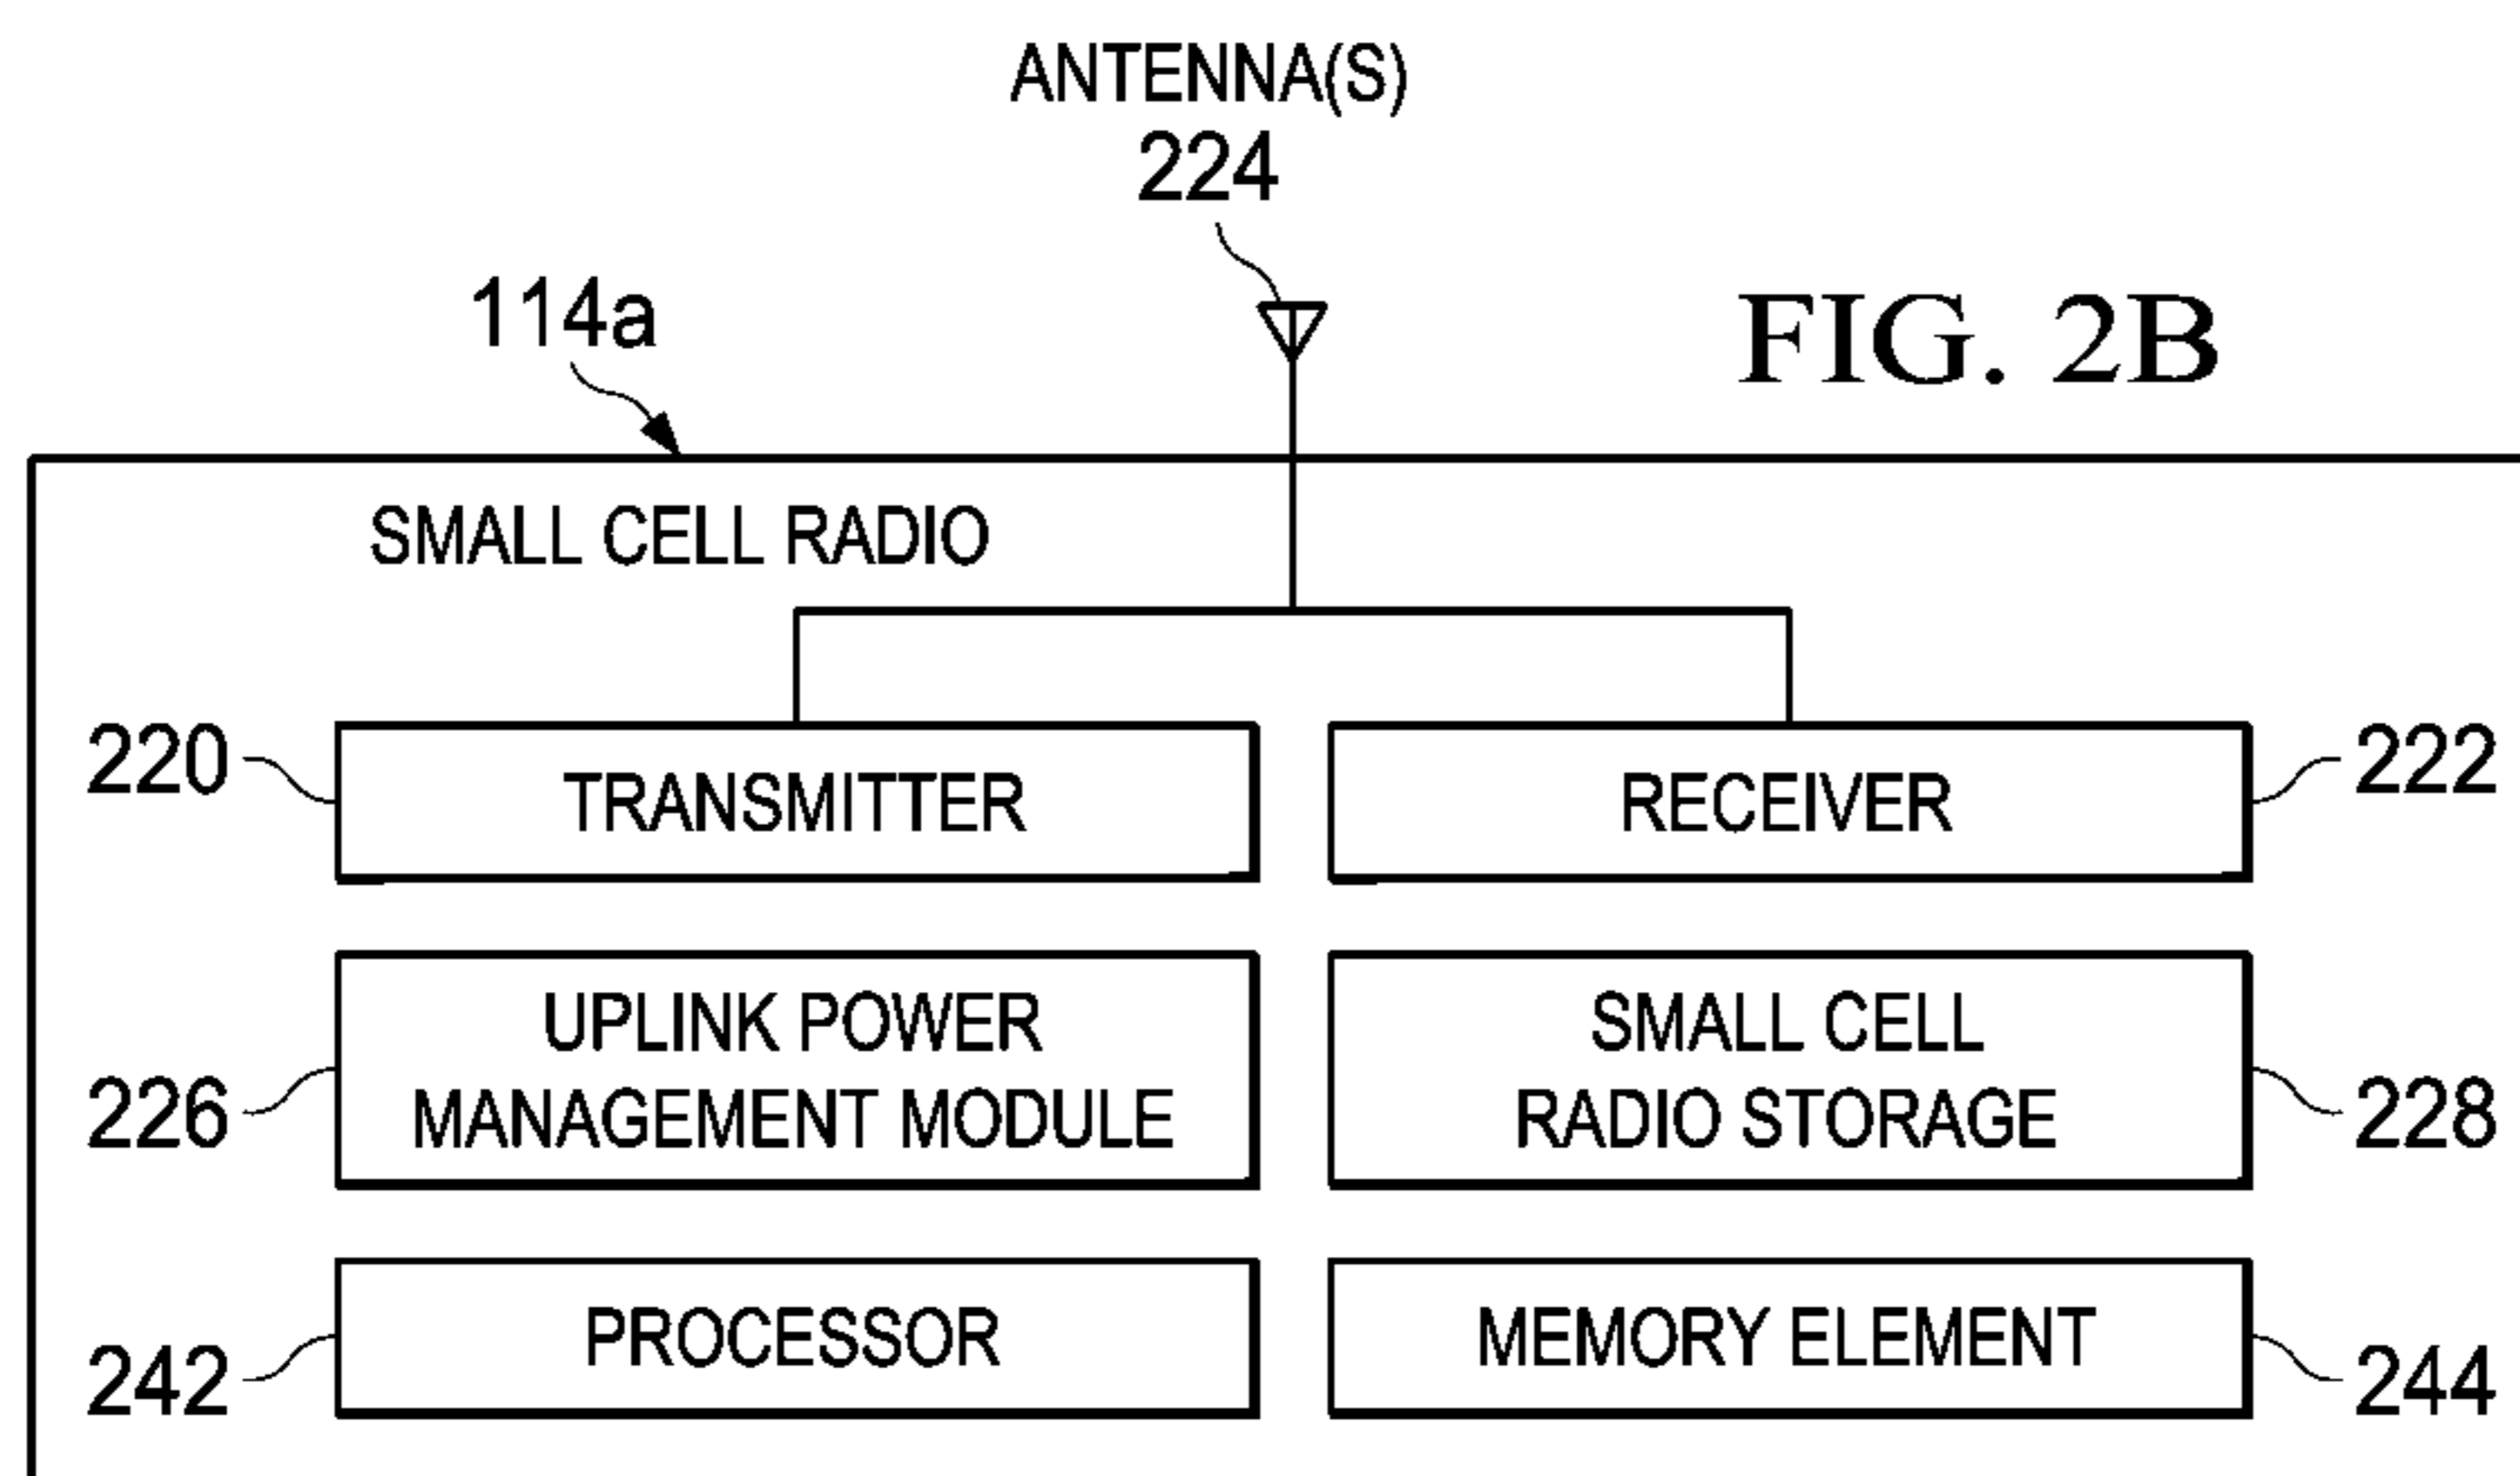 ANTENNA(S)
224
114a
FIG. 2B
SMALL CELL RADIO
220
TRANSMITTER
RECEIVER
222
UPLINK POWER
MANAGEMENT MODULE
226
SMALL CELL
RADIO STORAGE
228
242
PROCESSOR
MEMORY ELEMENT
244